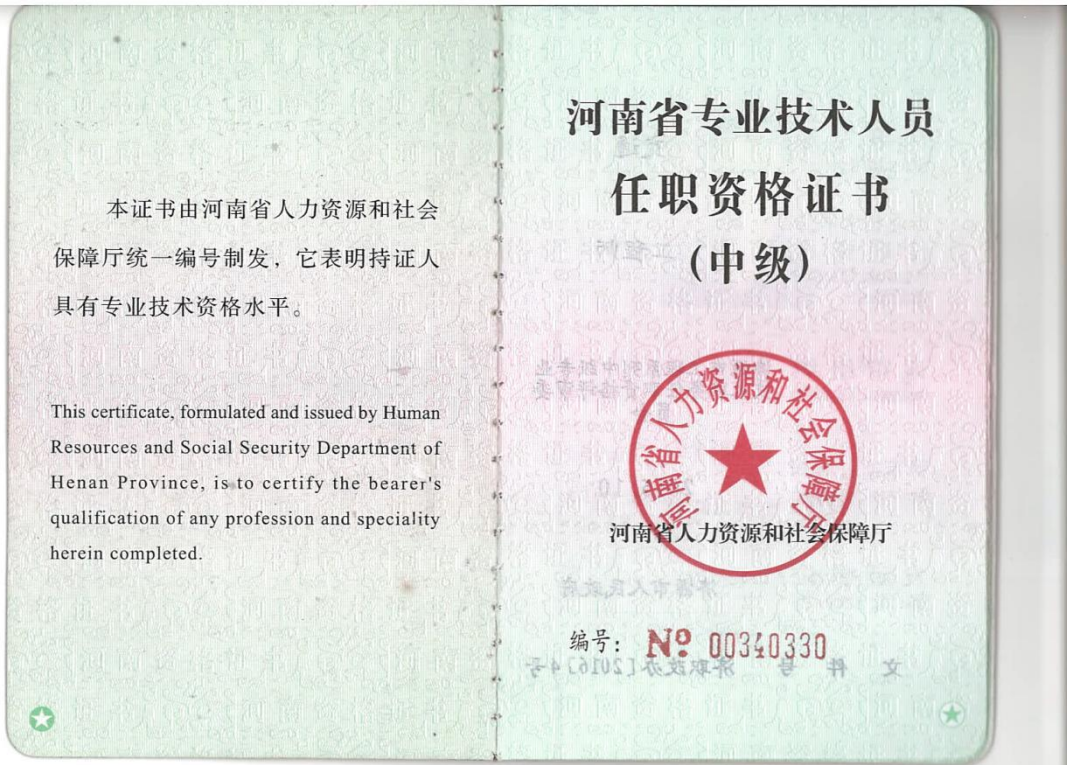 本证书由河南省人力资源和社会
保障厅统一编号制发，它表明持证人
具有专业技术资格水平。
This certificate, formulated and issued by Human
Resources and Social Security Department of
Henan Province, is to certify the bearer's
qualification of any profession and speciality
herein completed.
河南省专业技术人员
任职资格证书
(中级)
河南省人力资源和社会保障厅
河南省人力资源和社会保障厅
编号： Nº 00340330